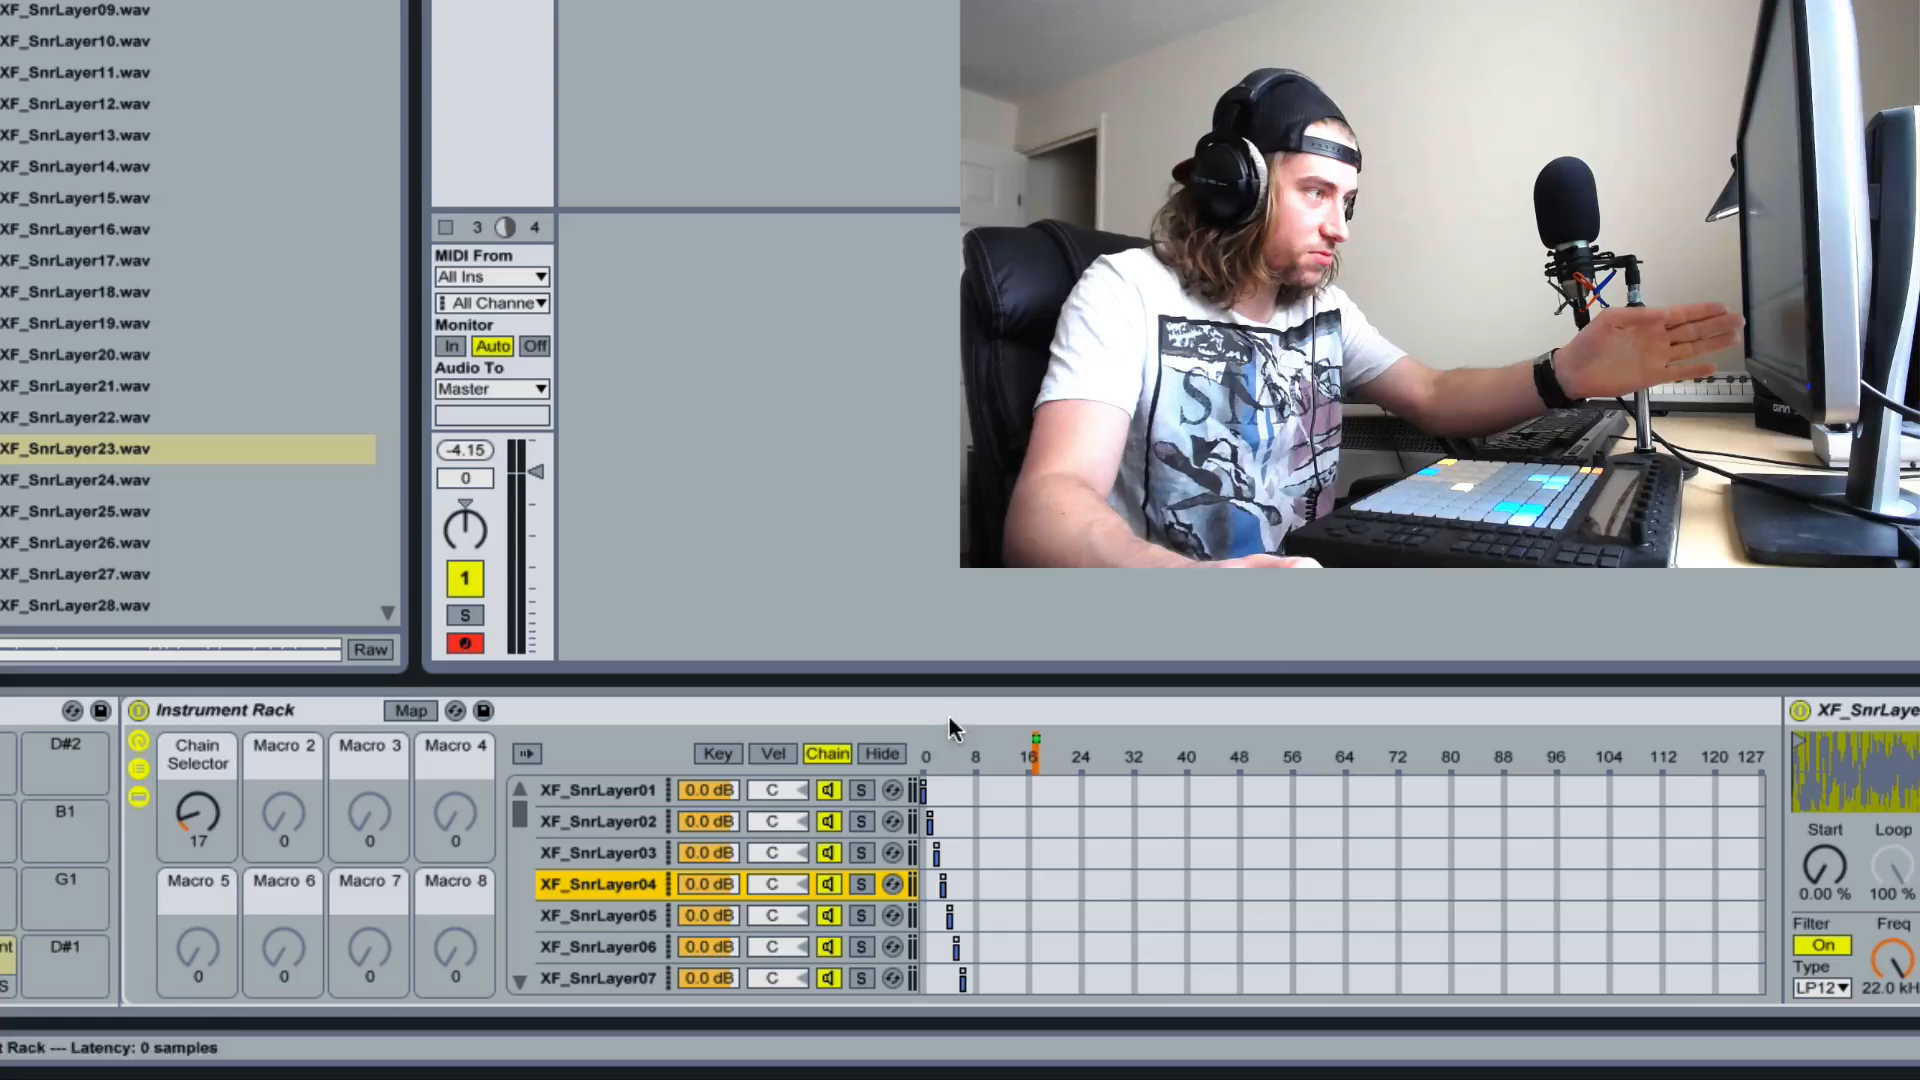 XF_SnrLayer09.wav
XF_SnrLayer10.wav
XF_SnrLayer11.wav
XF_SnrLayer12.wav
XF_SnrLayer13.wav
XF_SnrLayer14.wav
XF_SnrLayer15.wav
XF_SnrLayer16.wav
XF_SnrLayer17.wav
XF_SnrLayer18.wav
XF_SnrLayer19.wav
XF_SnrLayer20.wav
XF_SnrLayer21.wav
XF_SnrLayer22.wav
XF_SnrLayer23.wav
XF_SnrLayer24.wav
XF_SnrLayer25.wav
XF_SnrLayer26.wav
XF_SnrLayer27.wav
XF_SnrLayer28.wav
Raw
3 4
MIDI From
All Ins
All Channe
Monitor
In Auto Off
Audio To
Master
-4.15
0
1
S
D#2
B1
G1
D#1
nt
S
Instrument Rack Map
Chain Selector Macro 2 Macro 3 Macro 4
17 0 0 0
Macro 5 Macro 6 Macro 7 Macro 8
0 0 0 0
Key Vel Chain Hide 0 8 16 24 32 40 48 56 64 72 80 88 96 104 112 120 127
XF_SnrLayer01 0.0 dB C S
XF_SnrLayer02 0.0 dB C S
XF_SnrLayer03 0.0 dB C S
XF_SnrLayer04 0.0 dB C S
XF_SnrLayer05 0.0 dB C S
XF_SnrLayer06 0.0 dB C S
XF_SnrLayer07 0.0 dB C S
XF_SnrLaye
Start Loop
0.00 % 100 %
Filter Freq
On
Type
LP12 22.0 kH
t Rack --- Latency: 0 samples